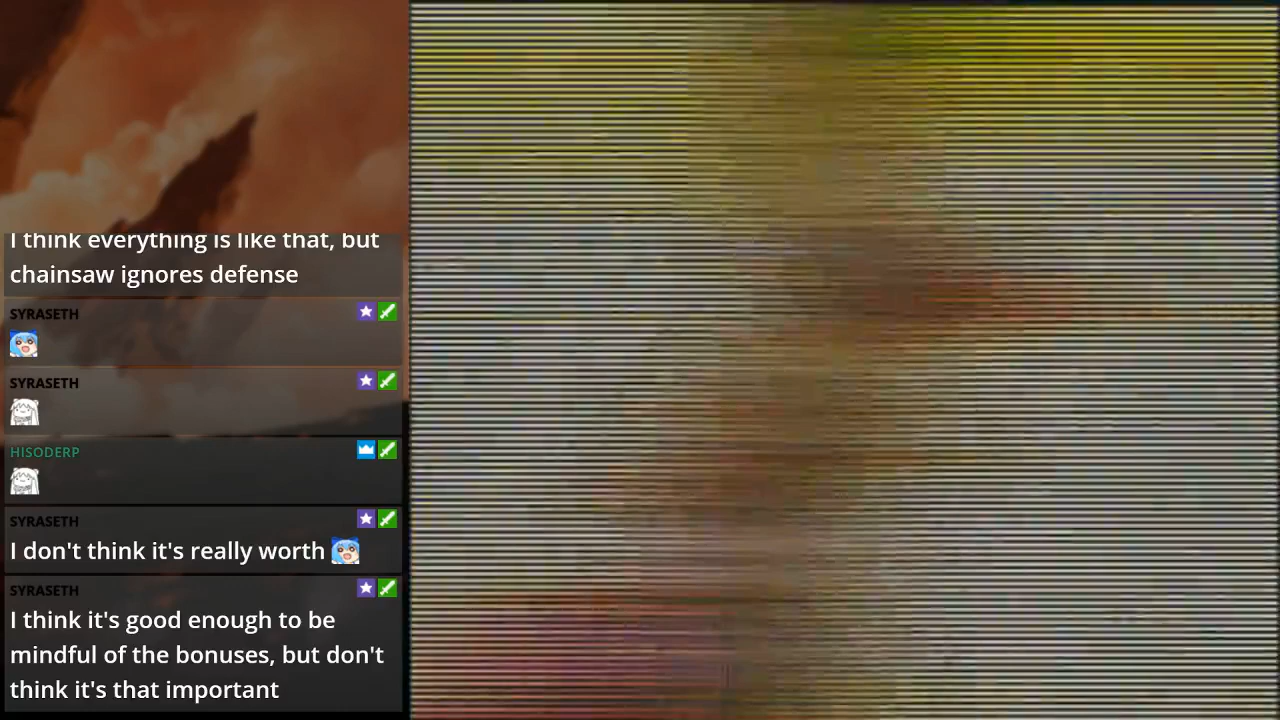 I think everything is like that, but
chainsaw ignores defense
SYRASETH
SYRASETH
HISODERP
SYRASETH
I don't think it's really worth
SYRASETH
I think it's good enough to be
mindful of the bonuses, but don't
think it's that important